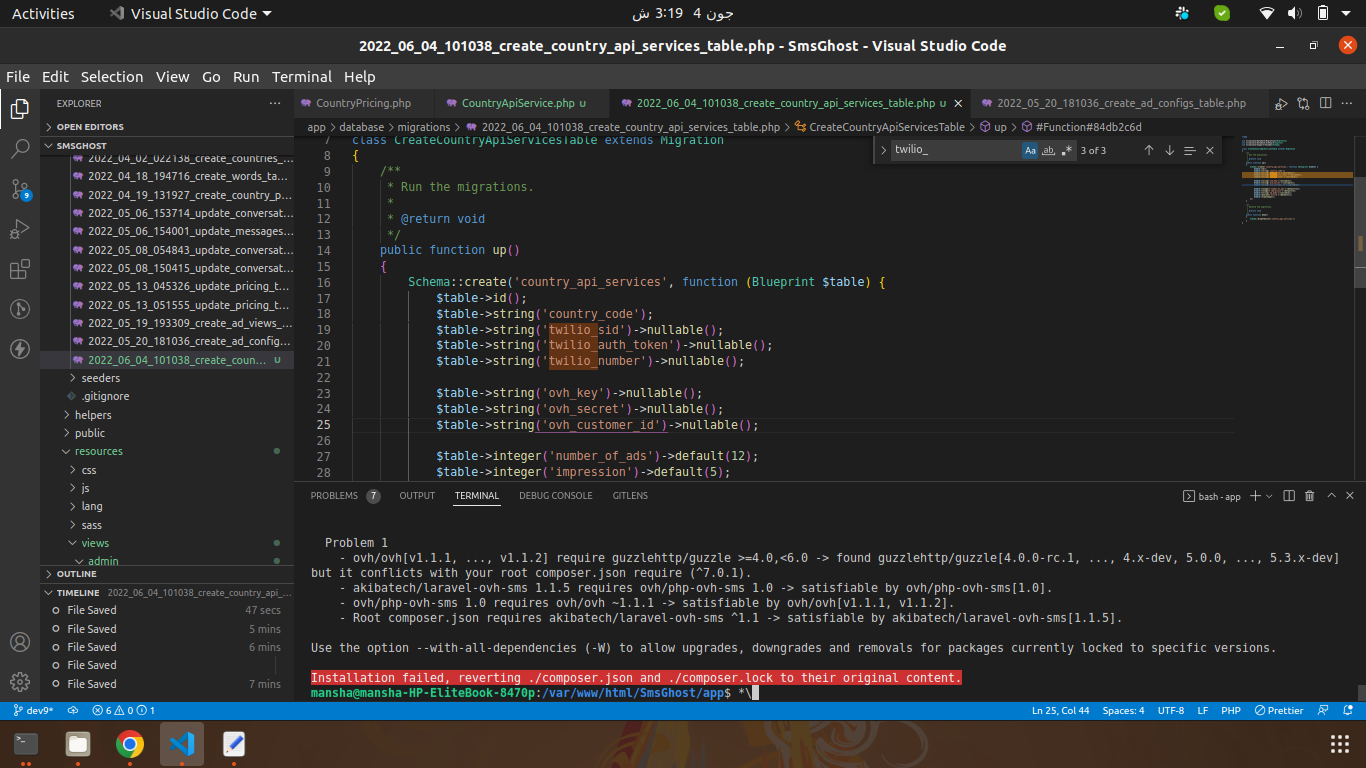 Activities
Visual Studio Code
جون 4 3:19 ش
2022_06_04_101038_create_country_api_services_table.php - SmsGhost - Visual Studio Code
File Edit Selection View Go Run Terminal Help
EXPLORER
OPEN EDITORS
SMSGHOST
2022_04_02_022138_create_countries_...
2022_04_18_194716_create_words_ta...
2022_04_19_131927_create_country_p...
2022_05_06_153714_update_conversat...
2022_05_06_154001_update_messages...
2022_05_08_054843_update_conversat...
2022_05_08_150415_update_conversat...
2022_05_13_045326_update_pricing_t...
2022_05_13_051555_update_pricing_t...
2022_05_19_193309_create_ad_views_...
2022_05_20_181036_create_ad_config...
2022_06_04_101038_create_coun... U
seeders
.gitignore
helpers
public
resources
css
js
lang
sass
views
admin
OUTLINE
TIMELINE 2022_06_04_101038_create_country_api_...
File Saved 47 secs
File Saved 5 mins
File Saved 6 mins
File Saved
File Saved 7 mins
9
CountryPricing.php
CountryApiService.php U
2022_06_04_101038_create_country_api_services_table.php U
2022_05_20_181036_create_ad_configs_table.php
app > database > migrations > 2022_06_04_101038_create_country_api_services_table.php > CreateCountryApiServicesTable > up > #Function#84db2c6d
twilio_ Aa ab .* 3 of 3
7 class CreateCountryApiServicesTable extends Migration
8 {
9 /**
10 * Run the migrations.
11 *
12 * @return void
13 */
14 public function up()
15 {
16 Schema::create('country_api_services', function (Blueprint $table) {
17 $table->id();
18 $table->string('country_code');
19 $table->string('twilio_sid')->nullable();
20 $table->string('twilio_auth_token')->nullable();
21 $table->string('twilio_number')->nullable();
22
23 $table->string('ovh_key')->nullable();
24 $table->string('ovh_secret')->nullable();
25 $table->string('ovh_customer_id')->nullable();
26
27 $table->integer('number_of_ads')->default(12);
28 $table->integer('impression')->default(5);
PROBLEMS 7 OUTPUT TERMINAL DEBUG CONSOLE GITLENS
bash - app
Problem 1
- ovh/ovh[v1.1.1, ..., v1.1.2] require guzzlehttp/guzzle >=4.0,<6.0 -> found guzzlehttp/guzzle[4.0.0-rc.1, ..., 4.x-dev, 5.0.0, ..., 5.3.x-dev]
but it conflicts with your root composer.json require (^7.0.1).
- akibatech/laravel-ovh-sms 1.1.5 requires ovh/php-ovh-sms 1.0 -> satisfiable by ovh/php-ovh-sms[1.0].
- ovh/php-ovh-sms 1.0 requires ovh/ovh ~1.1.1 -> satisfiable by ovh/ovh[v1.1.1, v1.1.2].
- Root composer.json requires akibatech/laravel-ovh-sms ^1.1 -> satisfiable by akibatech/laravel-ovh-sms[1.1.5].
Use the option --with-all-dependencies (-W) to allow upgrades, downgrades and removals for packages currently locked to specific versions.
Installation failed, reverting ./composer.json and ./composer.lock to their original content.
mansha@mansha-HP-EliteBook-8470p:/var/www/html/SmsGhost/app$ *\
dev9* 6 0 1
Ln 25, Col 44 Spaces: 4 UTF-8 LF PHP Prettier